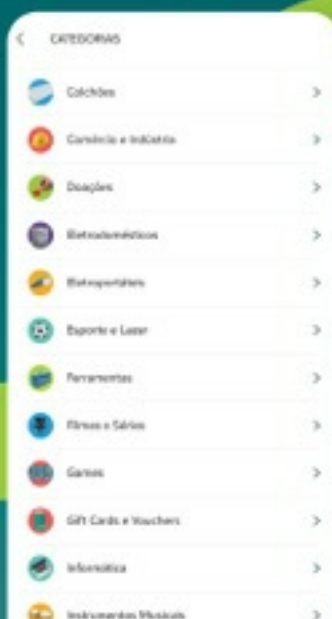 CATEGORIAS
Colchões
Comércio e Indústria
Doações
Eletrodomésticos
Eletroportáteis
Esporte e Lazer
Ferramentas
Filmes e Séries
Games
Gift Cards e Vouchers
Informática
Instrumentos Musicais